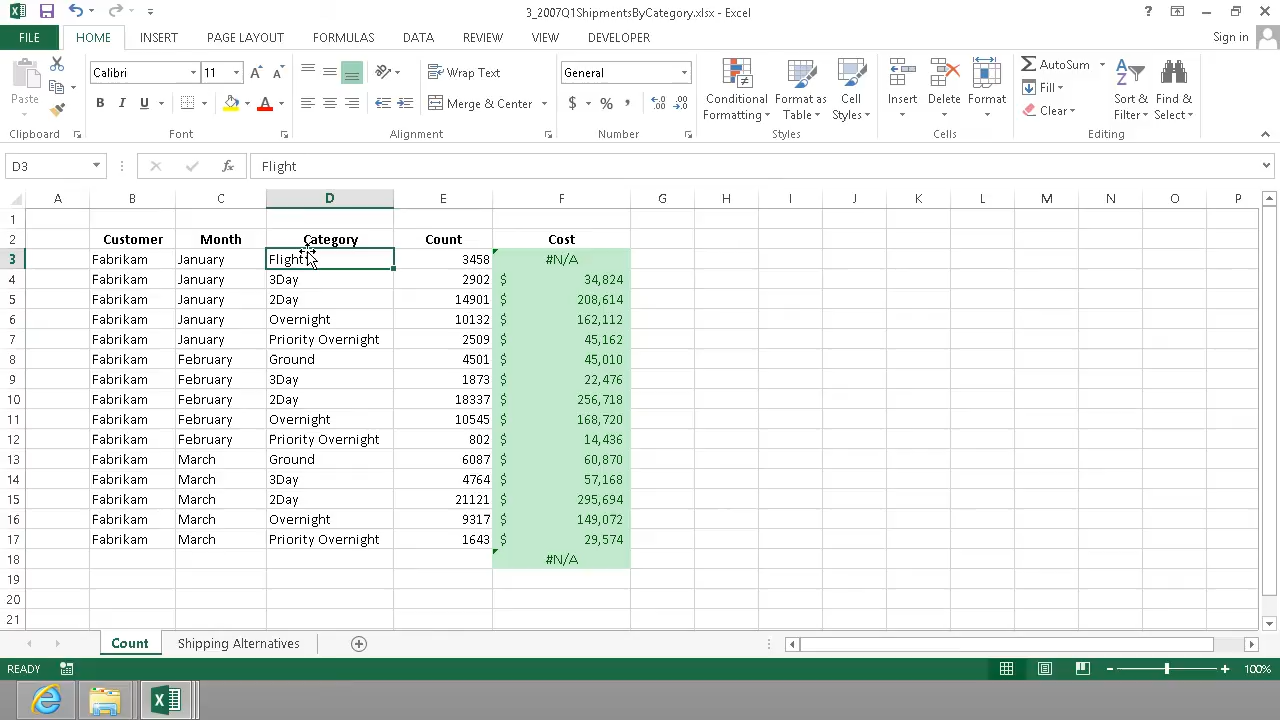 3_2007Q1ShipmentsByCategory.xlsx - Excel
FILE HOME INSERT PAGE LAYOUT FORMULAS DATA REVIEW VIEW DEVELOPER Sign in
Paste
Clipboard
Calibri 11
B I U A
Font
Wrap Text
Merge & Center
Alignment
General
$ % ,
Number
Conditional Formatting
Format as Table
Cell Styles
Styles
Insert Delete Format
Cells
AutoSum
Fill
Clear
Sort & Filter
Find & Select
Editing
D3 fx Flight
A B C D E F G H I J K L M N O P
1
2 Customer Month Category Count Cost
3 Fabrikam January Flight 3458 #N/A
4 Fabrikam January 3Day 2902 $ 34,824
5 Fabrikam January 2Day 14901 $ 208,614
6 Fabrikam January Overnight 10132 $ 162,112
7 Fabrikam January Priority Overnight 2509 $ 45,162
8 Fabrikam February Ground 4501 $ 45,010
9 Fabrikam February 3Day 1873 $ 22,476
10 Fabrikam February 2Day 18337 $ 256,718
11 Fabrikam February Overnight 10545 $ 168,720
12 Fabrikam February Priority Overnight 802 $ 14,436
13 Fabrikam March Ground 6087 $ 60,870
14 Fabrikam March 3Day 4764 $ 57,168
15 Fabrikam March 2Day 21121 $ 295,694
16 Fabrikam March Overnight 9317 $ 149,072
17 Fabrikam March Priority Overnight 1643 $ 29,574
18 #N/A
19
20
21
Count Shipping Alternatives
READY 100%